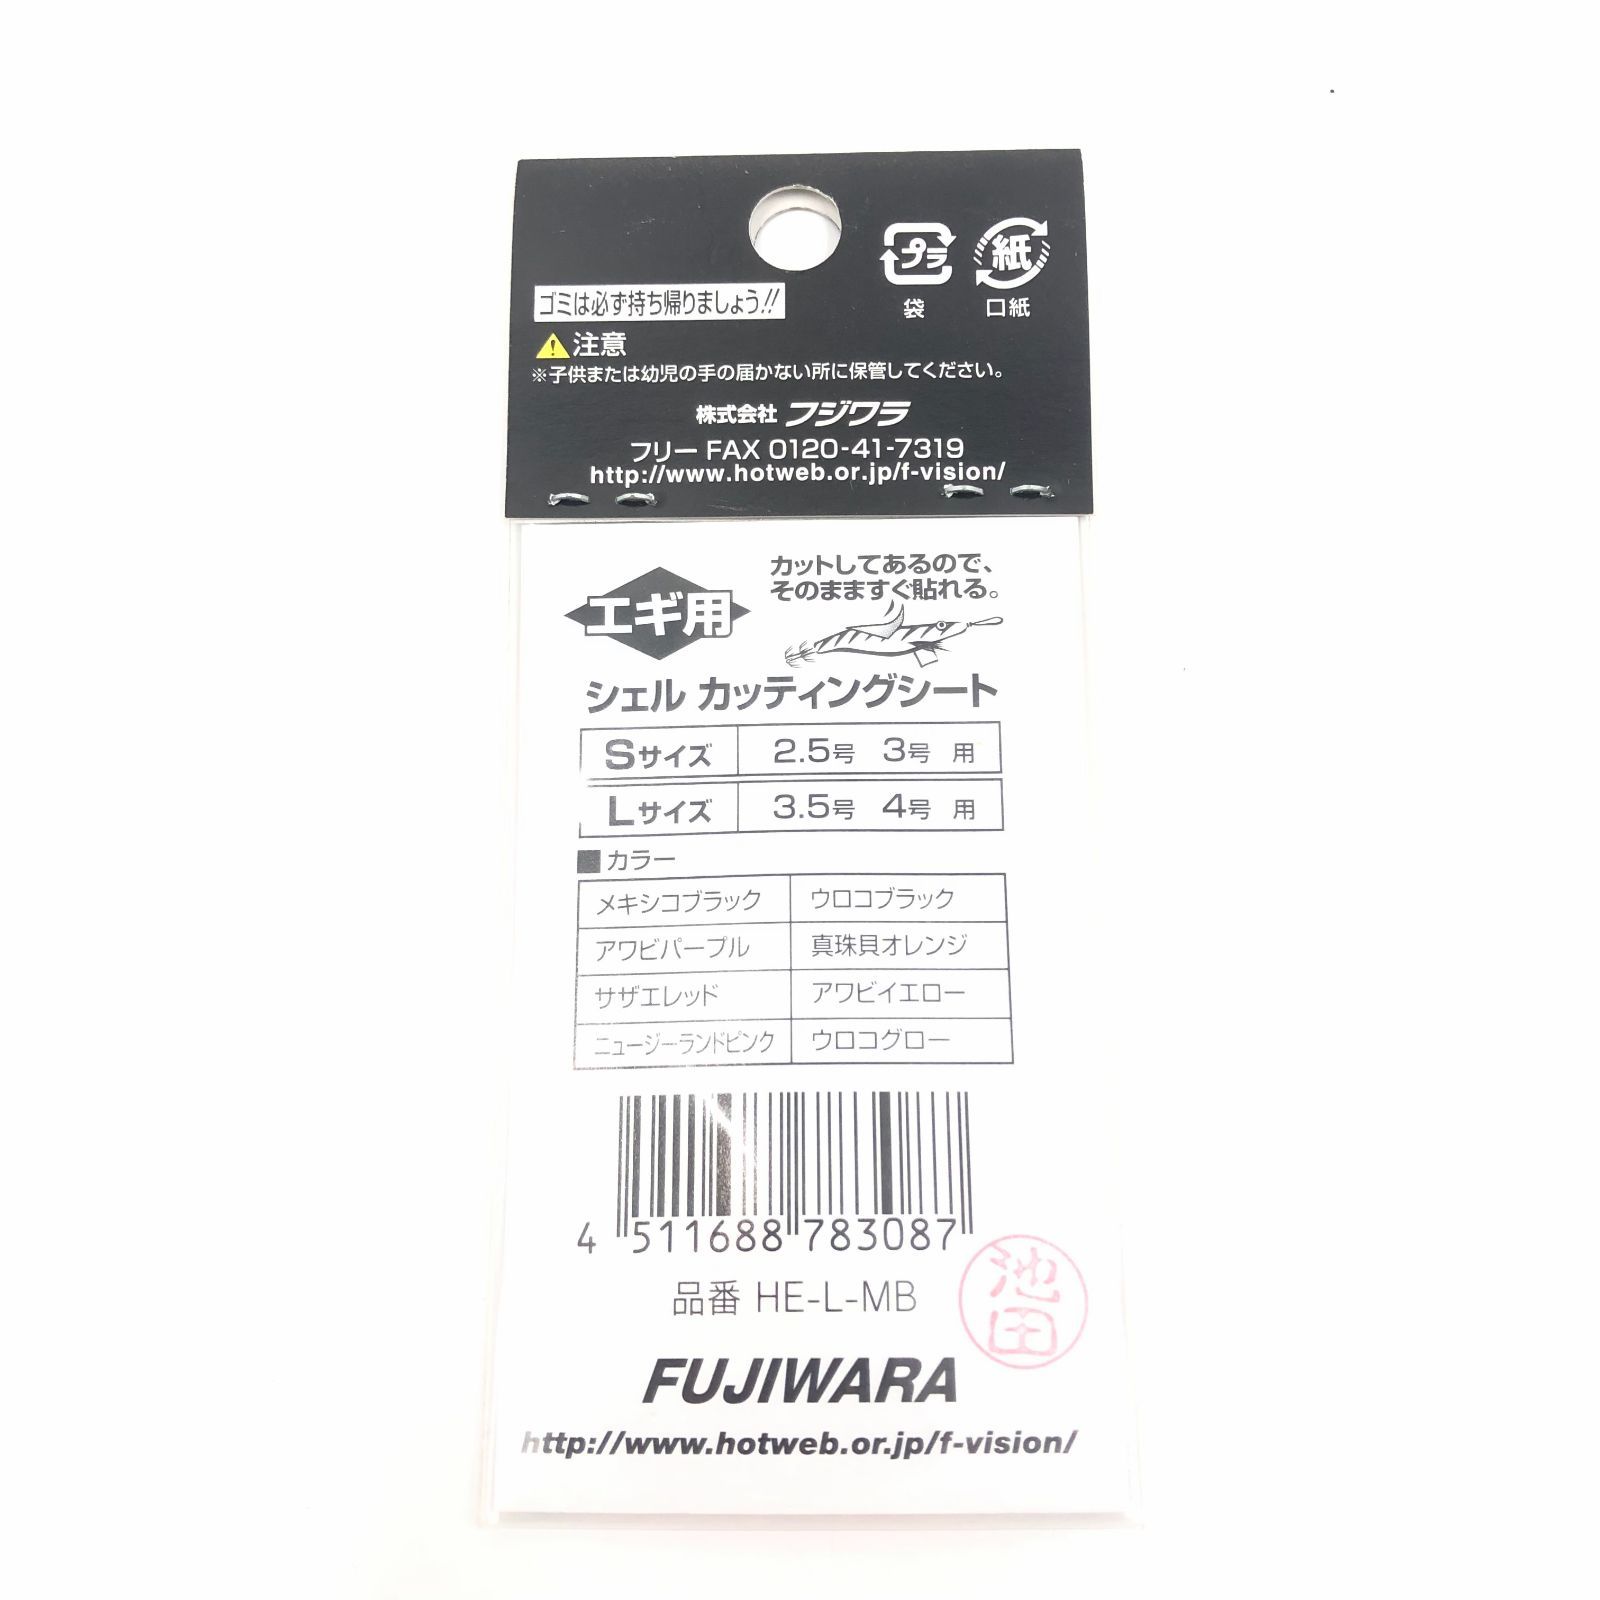 プラ
紙
袋
口紙
ゴミは必ず持ち帰りましょう!!
注意
※子供または幼児の手の届かない所に保管してください。
株式会社 フジワラ
フリー FAX 0120-41-7319
http://www.hotweb.or.jp/f-vision/
カットしてあるので、
そのまますぐ貼れる。
エギ用
シェル カッティングシート
Sサイズ 2.5号 3号 用
Lサイズ 3.5号 4号 用
■カラー
メキシコブラック ウロコブラック
アワビパープル 真珠貝オレンジ
サザエレッド アワビイエロー
ニュージーランドピンク ウロコグロー
4 511688 783087
品番 HE-L-MB
池田
FUJIWARA
http://www.hotweb.or.jp/f-vision/